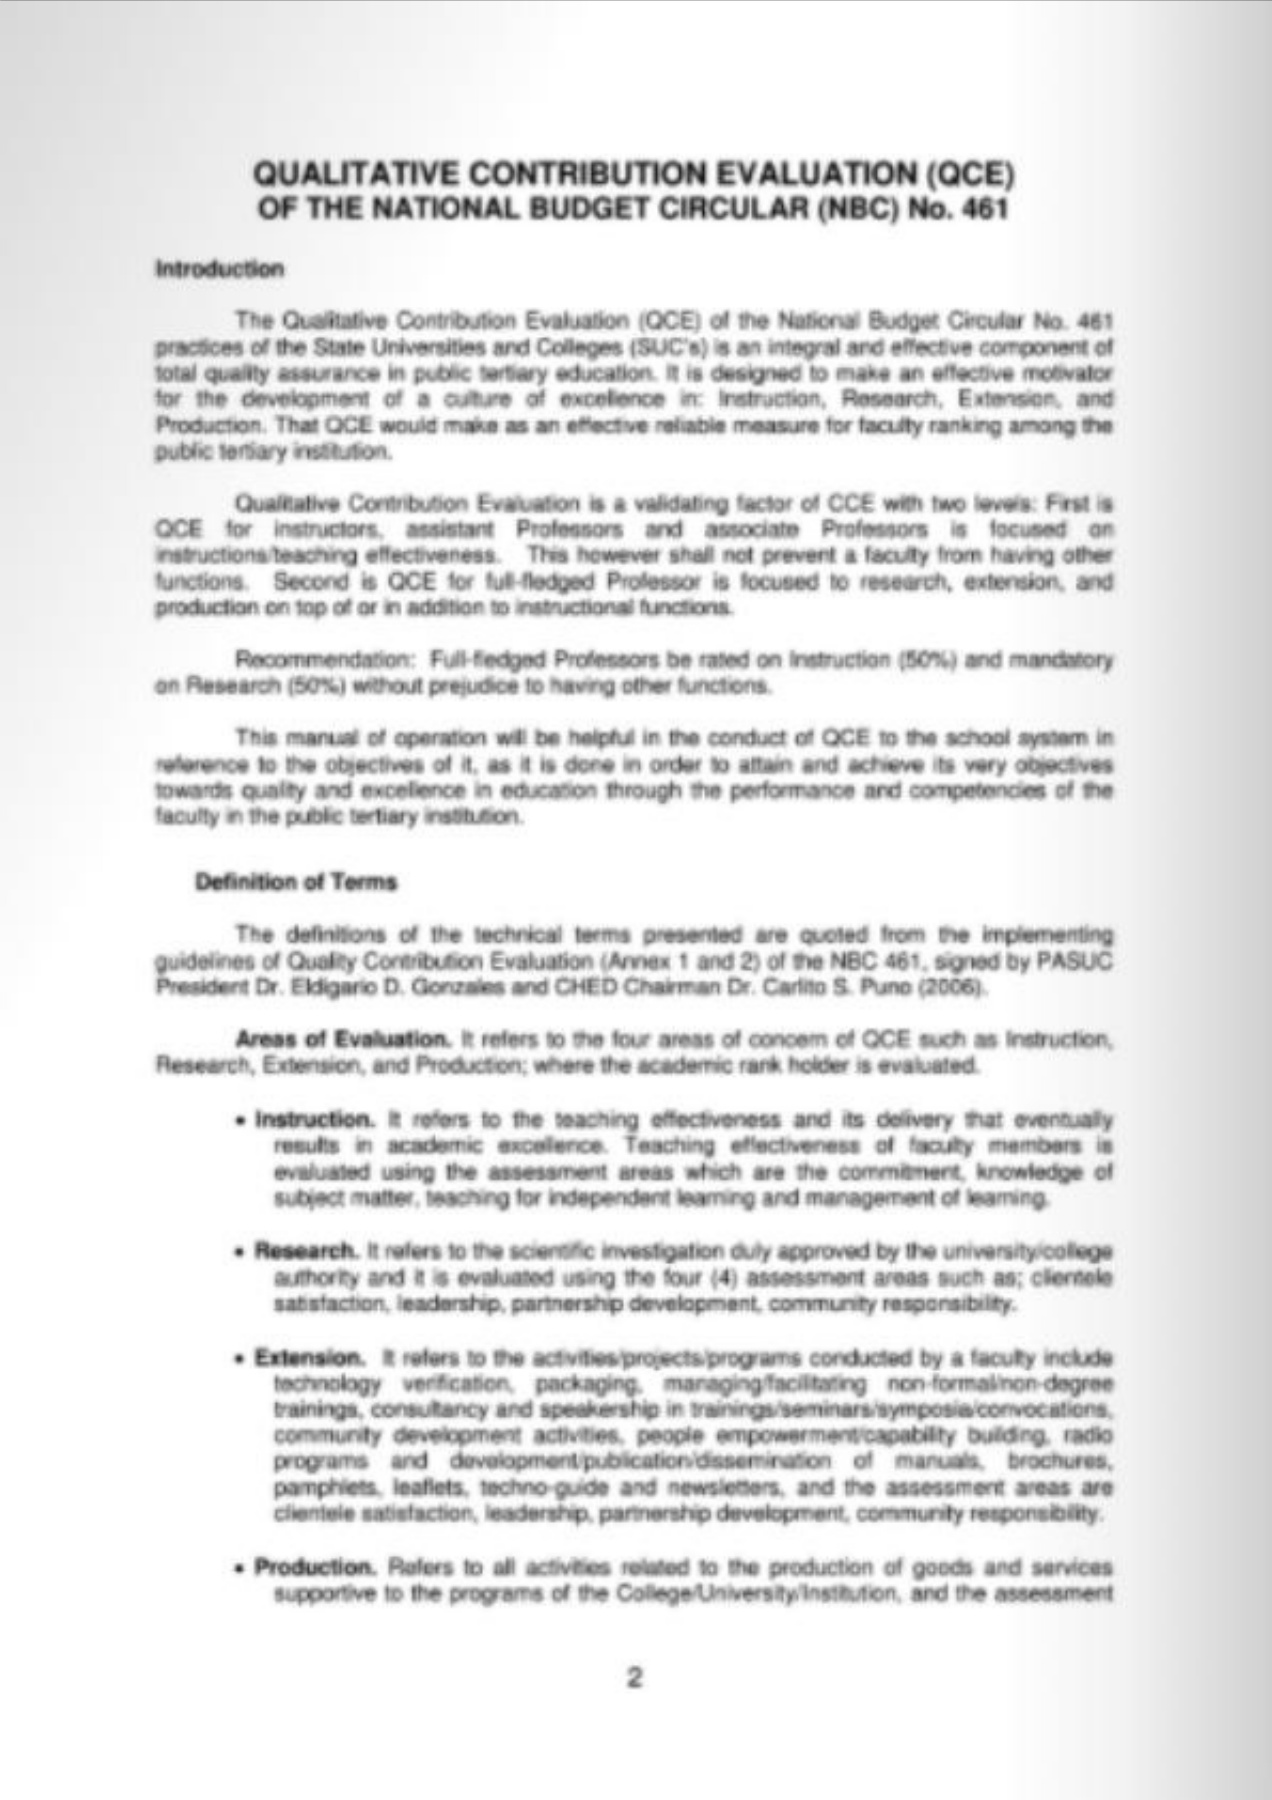 QUALITATIVE CONTRIBUTION EVALUATION (QCE)
OF THE NATIONAL BUDGET CIRCULAR (NBC) No. 461
Introduction
The Qualitative Contribution Evaluation (QCE) of the National Budget Circular No. 461
practices of the State Universities and Colleges (SUC's) is an integral and effective component of
total quality assurance in public tertiary education. It is designed to make an effective motivator
for the development of a culture of excellence in: Instruction, Research, Extension, and
Production. That QCE would make as an effective reliable measure for faculty ranking among the
public tertiary institution.
Qualitative Contribution Evaluation is a validating factor of CCE with two levels: First is
QCE for instructors, assistant Professors and associate Professors is focused on
instructions/teaching effectiveness. This however shall not prevent a faculty from having other
functions. Second is QCE for full-fledged Professor is focused to research, extension, and
production on top of or in addition to instructional functions.
Recommendation: Full-fledged Professors be rated on Instruction (50%) and mandatory
on Research (50%) without prejudice to having other functions.
This manual of operation will be helpful in the conduct of QCE to the school system in
reference to the objectives of it, as it is done in order to attain and achieve its very objectives
towards quality and excellence in education through the performance and competencies of the
faculty in the public tertiary institution.
Definition of Terms
The definitions of the technical terms presented are quoted from the implementing
guidelines of Quality Contribution Evaluation (Annex 1 and 2) of the NBC 461, signed by PASUC
President Dr. Eldigario D. Gonzales and CHED Chairman Dr. Carlito S. Puno (2006).
Areas of Evaluation. It refers to the four areas of concern of QCE such as Instruction,
Research, Extension, and Production; where the academic rank holder is evaluated.
• Instruction. It refers to the teaching effectiveness and its delivery that eventually
results in academic excellence. Teaching effectiveness of faculty members is
evaluated using the assessment areas which are the commitment, knowledge of
subject matter, teaching for independent learning and management of learning.
• Research. It refers to the scientific investigation duly approved by the university/college
authority and it is evaluated using the four (4) assessment areas such as; clientele
satisfaction, leadership, partnership development, community responsibility.
• Extension. It refers to the activities/projects/programs conducted by a faculty include
technology verification, packaging, managing/facilitating non-formal/non-degree
trainings, consultancy and speakership in trainings/seminars/symposia/convocations,
community development activities, people empowerment/capability building, radio
programs and development/publication/dissemination of manuals, brochures,
pamphlets, leaflets, techno-guide and newsletters, and the assessment areas are
clientele satisfaction, leadership, partnership development, community responsibility.
• Production. Refers to all activities related to the production of goods and services
supportive to the programs of the College/University/Institution, and the assessment
2